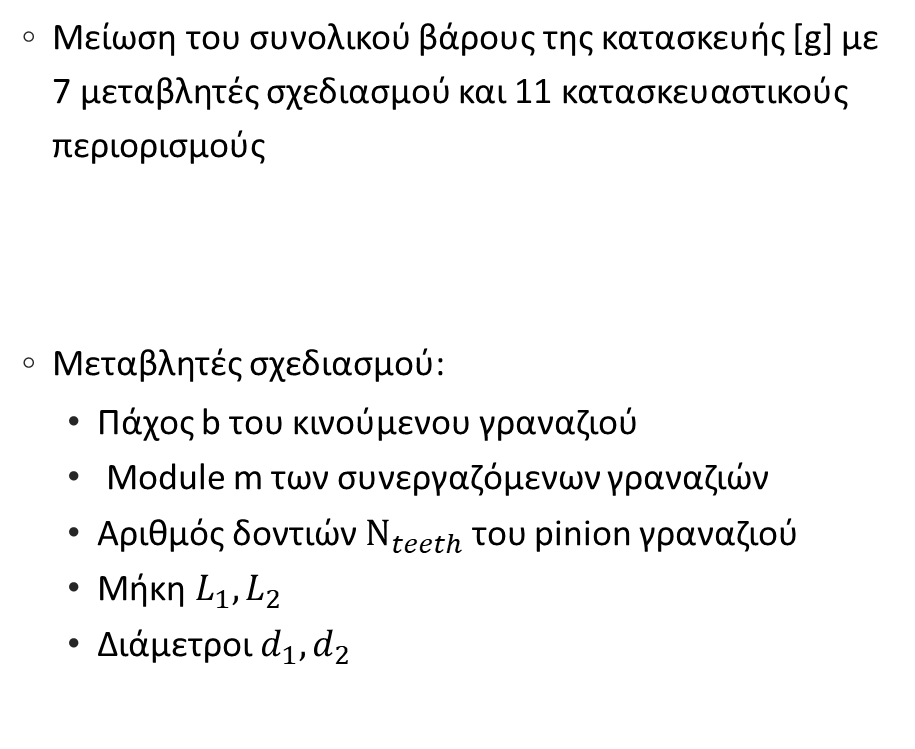 ◦ Μείωση του συνολικού βάρους της κατασκευής [g] με
7 μεταβλητές σχεδιασμού και 11 κατασκευαστικούς
περιορισμούς
◦ Μεταβλητές σχεδιασμού:
• Πάχος b του κινούμενου γραναζιού
• Module m των συνεργαζόμενων γραναζιών
• Αριθμός δοντιών N_{teeth} του pinion γραναζιού
• Μήκη L_1, L_2
• Διάμετροι d_1, d_2